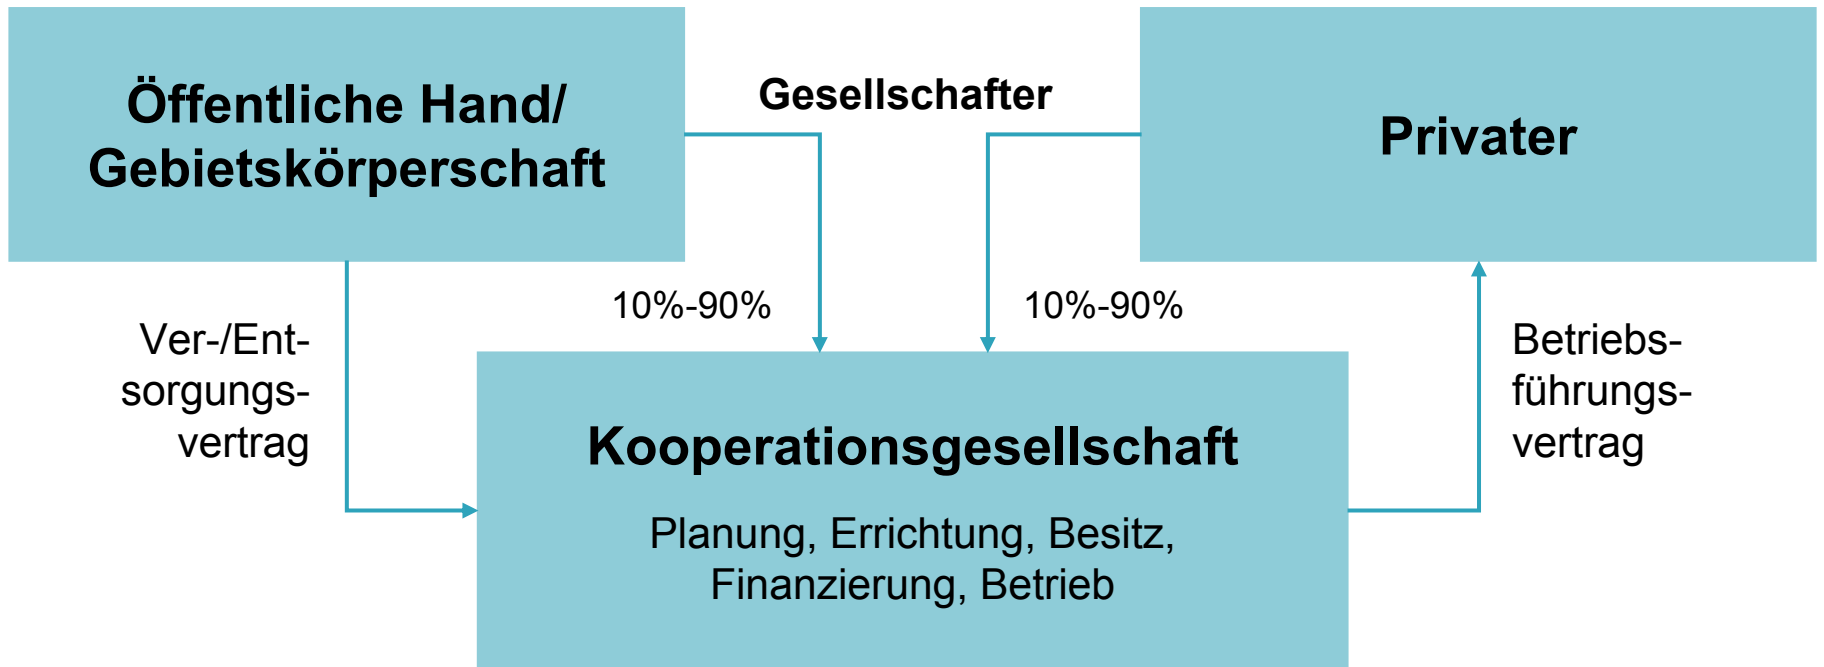 Öffentliche Hand/
Gebietskörperschaft
Gesellschafter
Privater
10%-90%
10%-90%
Ver-/Ent-
sorgungs-
vertrag
Betriebs-
führungs-
vertrag
Kooperationsgesellschaft
Planung, Errichtung, Besitz,
Finanzierung, Betrieb